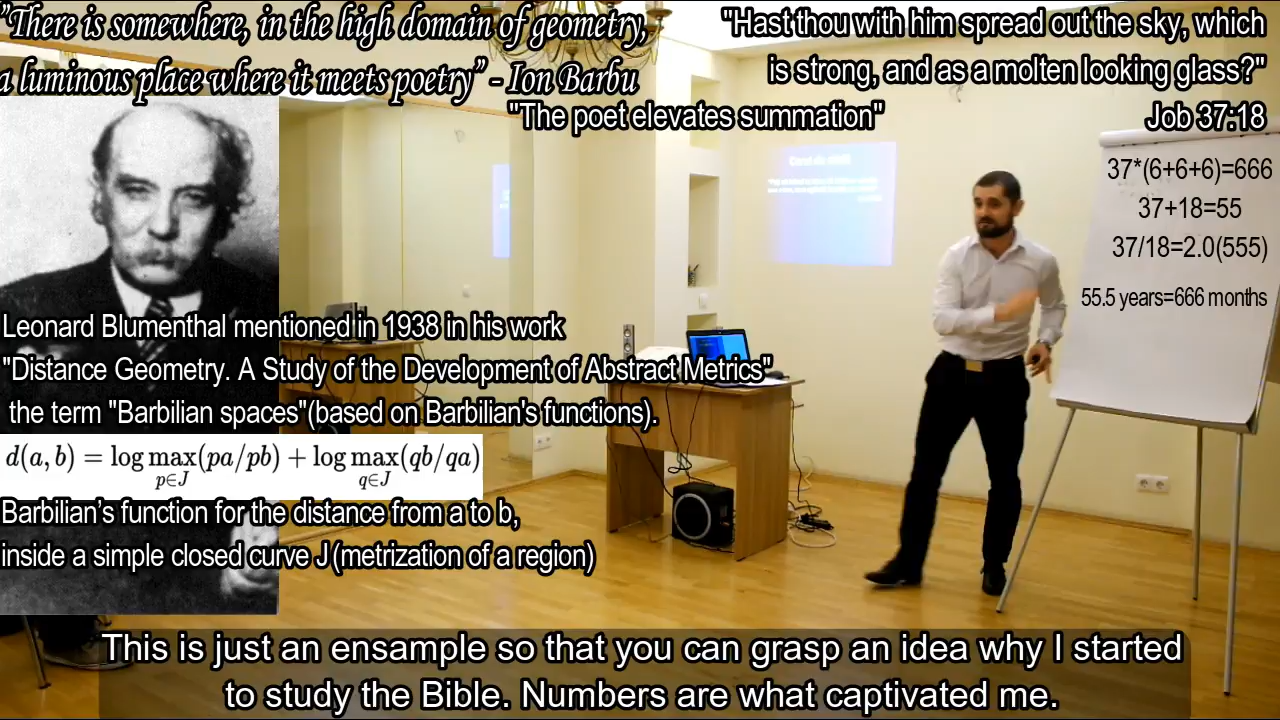 "There is somewhere, in the high domain of geometry,
a luminous place where it meets poetry" - Ion Barbu
"Hast thou with him spread out the sky, which
is strong, and as a molten looking glass?"
Job 37:18
"The poet elevates summation"
37*(6+6+6)=666
37+18=55
37/18=2.0(555)
55.5 years=666 months
Leonard Blumenthal mentioned in 1938 in his work
"Distance Geometry. A Study of the Development of Abstract Metrics"
the term "Barbilian spaces"(based on Barbilian's functions).
d(a, b) = log max(pa/pb) + log max(qb/qa)
p∈J q∈J
Barbilian's function for the distance from a to b,
inside a simple closed curve J (metrization of a region)
This is just an ensample so that you can grasp an idea why I started
to study the Bible. Numbers are what captivated me.